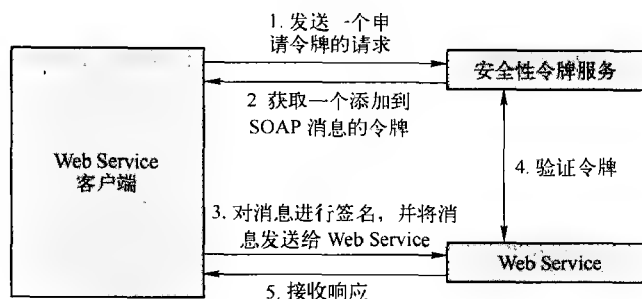 1. 发送一个申
请令牌的请求
安全性令牌服务
2 获取一个添加到
SOAP 消息的令牌
Web Service
客户端
4. 验证令牌
3. 对消息进行签名，并将消
息发送给 Web Service
Web Service
5. 接收响应